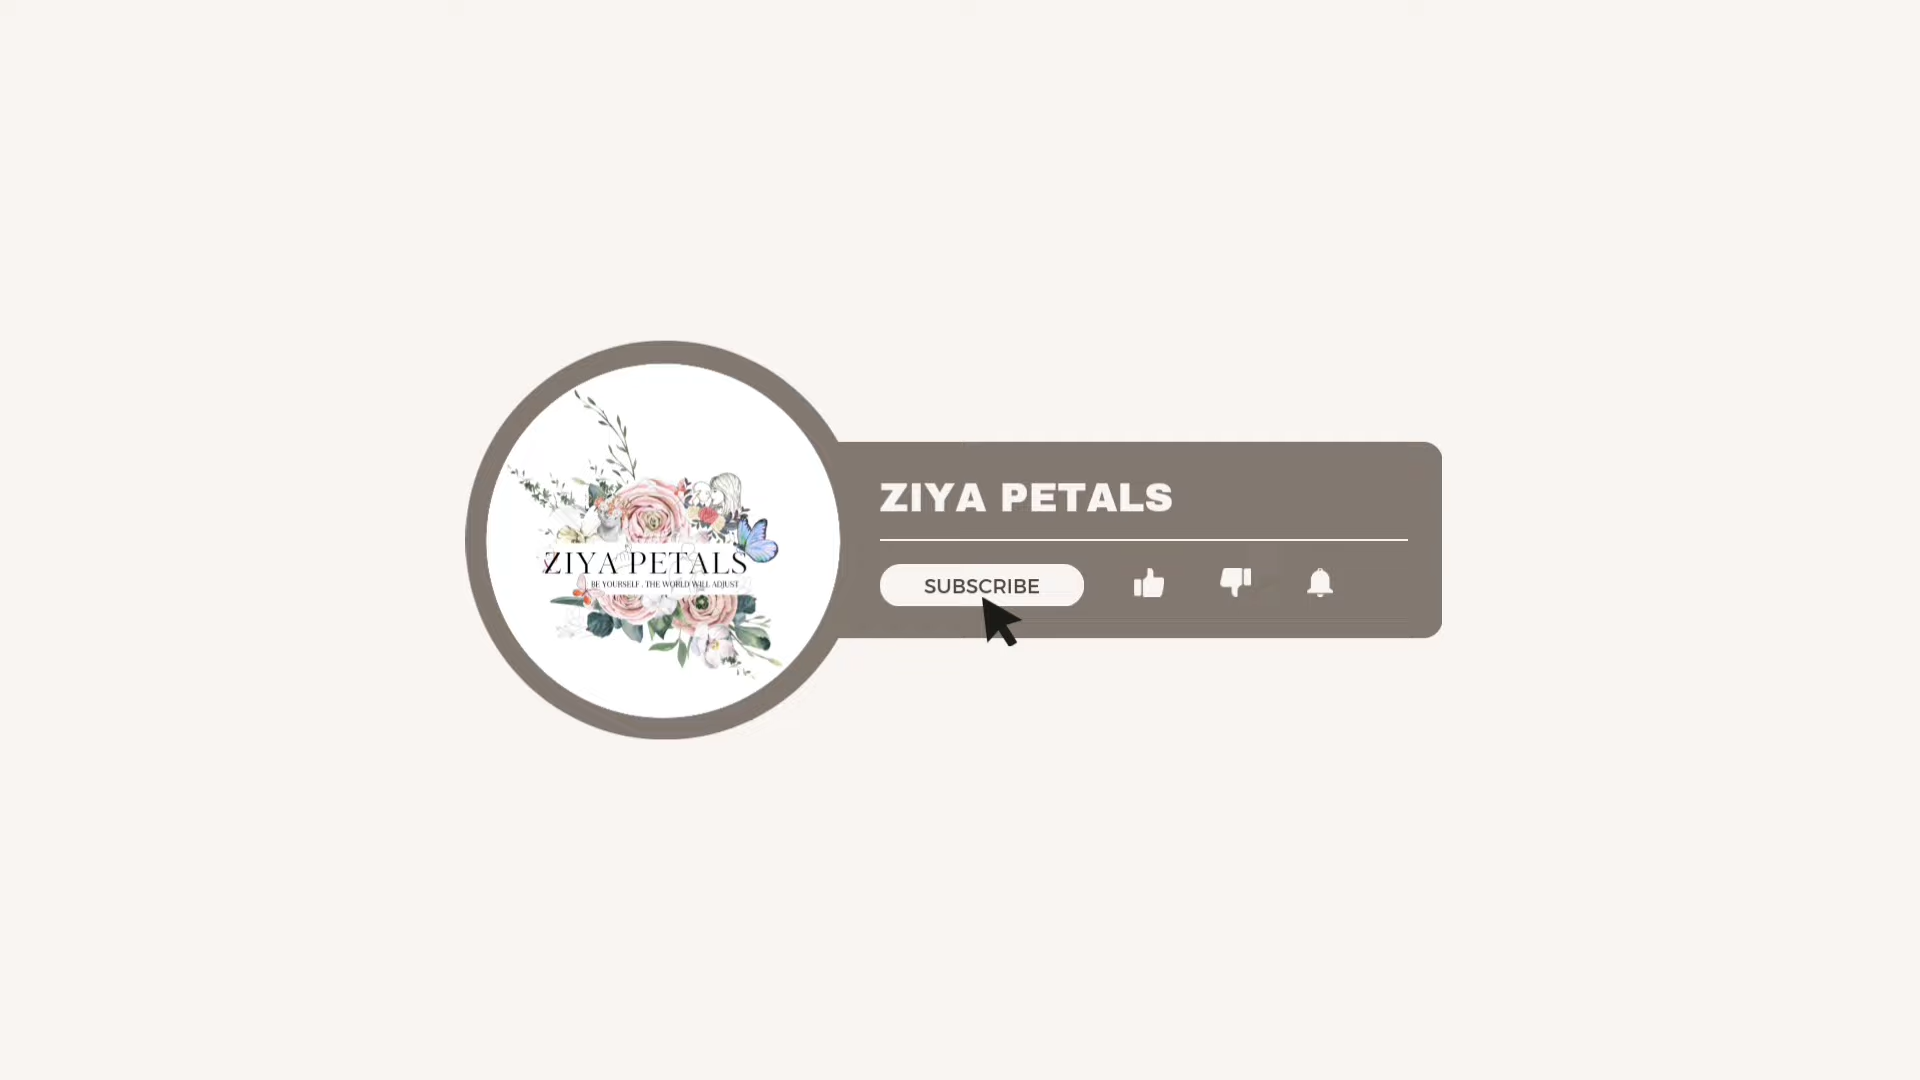 ZIYA PETALS
BE YOURSELF . THE WORLD WILL ADJUST
ZIYA PETALS
SUBSCRIBE